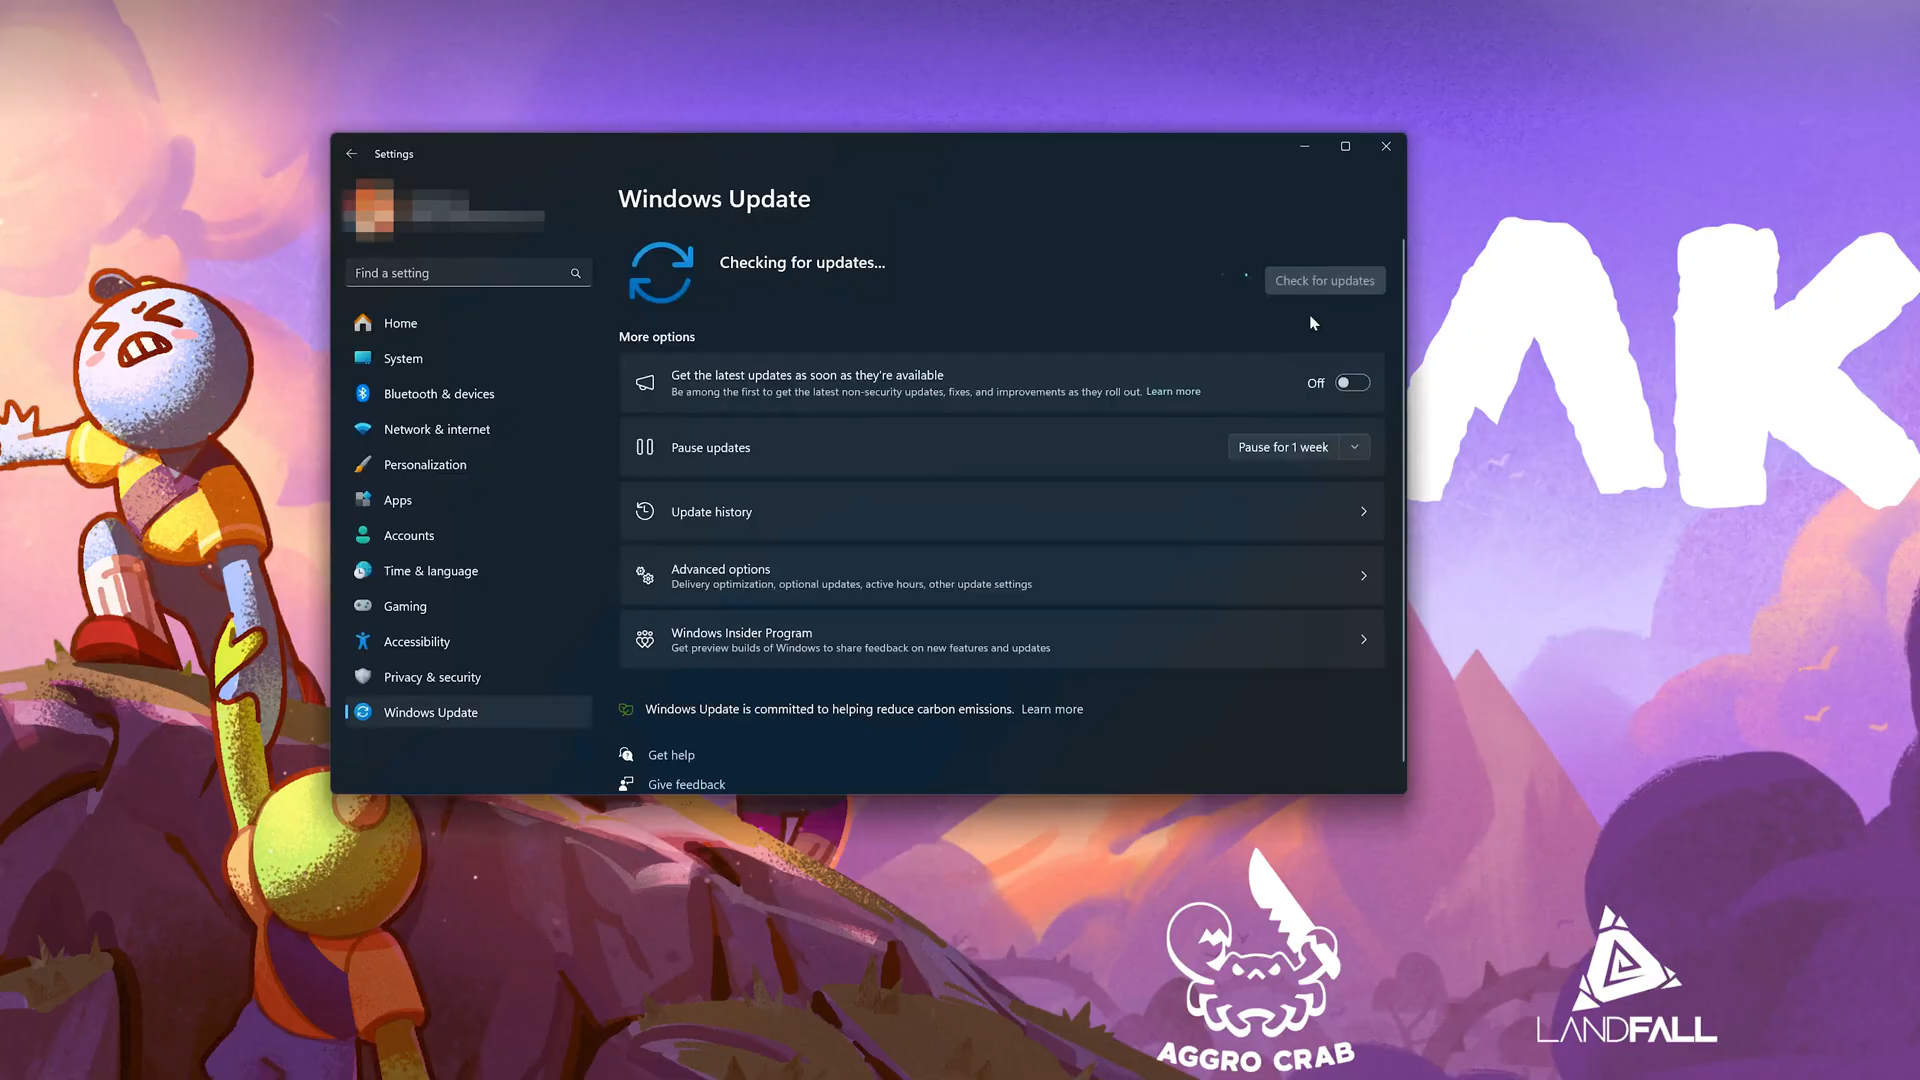 Settings
Windows Update
Checking for updates...
Check for updates
Find a setting
Home
System
Bluetooth & devices
Network & internet
Personalization
Apps
Accounts
Time & language
Gaming
Accessibility
Privacy & security
Windows Update
More options
Get the latest updates as soon as they're available
Be among the first to get the latest non-security updates, fixes, and improvements as they roll out. Learn more
Off
Pause updates
Pause for 1 week
Update history
Advanced options
Delivery optimization, optional updates, active hours, other update settings
Windows Insider Program
Get preview builds of Windows to share feedback on new features and updates
Windows Update is committed to helping reduce carbon emissions. Learn more
Get help
Give feedback
AK
AGGRO CRAB
LANDFALL